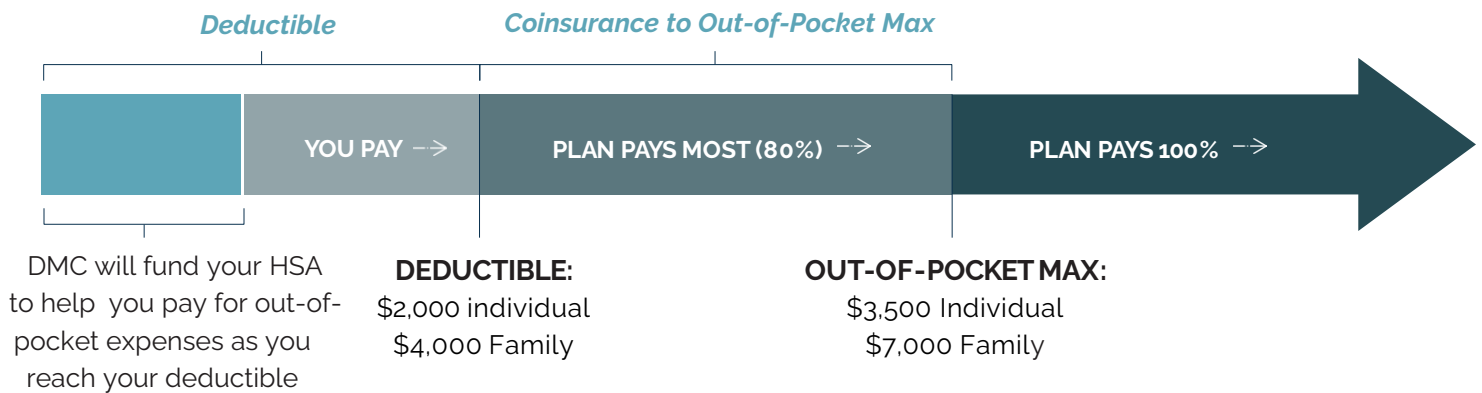 Deductible
Coinsurance to Out-of-Pocket Max
YOU PAY
PLAN PAYS MOST (80%)
PLAN PAYS 100%
DMC will fund your HSA
to help you pay for out-of-
pocket expenses as you
reach your deductible
DEDUCTIBLE:
$2,000 individual
$4,000 Family
OUT-OF-POCKET MAX:
$3,500 Individual
$7,000 Family